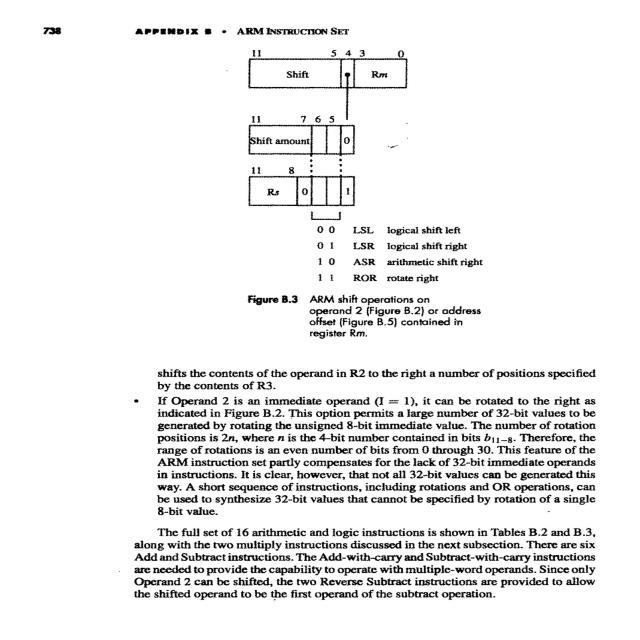 738 APPENDIX B • ARM INSTRUCTION SET
11 5 4 3 0
Shift Rm
11 7 6 5
Shift amount 0
11 8
Rs 0 1
0 0 LSL logical shift left
0 1 LSR logical shift right
1 0 ASR arithmetic shift right
1 1 ROR rotate right
Figure B.3 ARM shift operations on
operand 2 (Figure B.2) or address
offset (Figure B.5) contained in
register Rm.
shifts the contents of the operand in R2 to the right a number of positions specified
by the contents of R3.
• If Operand 2 is an immediate operand (I = 1), it can be rotated to the right as
indicated in Figure B.2. This option permits a large number of 32-bit values to be
generated by rotating the unsigned 8-bit immediate value. The number of rotation
positions is 2n, where n is the 4-bit number contained in bits b11–8. Therefore, the
range of rotations is an even number of bits from 0 through 30. This feature of the
ARM instruction set partly compensates for the lack of 32-bit immediate operands
in instructions. It is clear, however, that not all 32-bit values can be generated this
way. A short sequence of instructions, including rotations and OR operations, can
be used to synthesize 32-bit values that cannot be specified by rotation of a single
8-bit value.
The full set of 16 arithmetic and logic instructions is shown in Tables B.2 and B.3,
along with the two multiply instructions discussed in the next subsection. There are six
Add and Subtract instructions. The Add-with-carry and Subtract-with-carry instructions
are needed to provide the capability to operate with multiple-word operands. Since only
Operand 2 can be shifted, the two Reverse Subtract instructions are provided to allow
the shifted operand to be the first operand of the subtract operation.